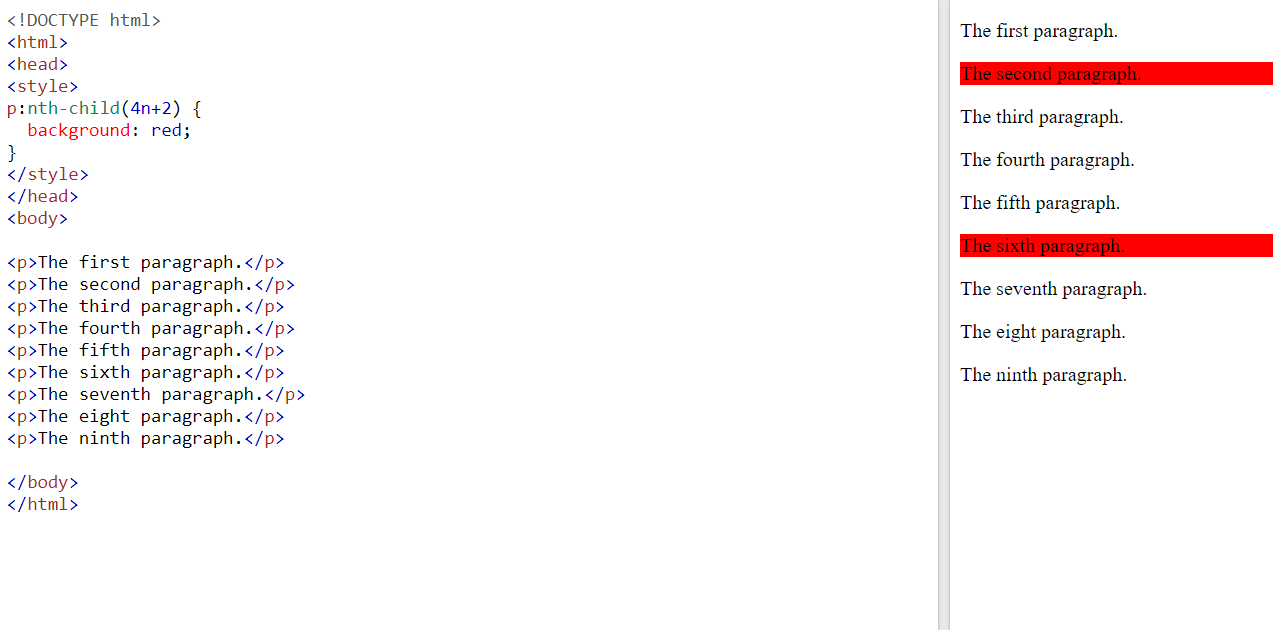 <!DOCTYPE html>
<html>
<head>
<style>
p:nth-child(4n+2) {
  background: red;
}
</style>
</head>
<body>

<p>The first paragraph.</p>
<p>The second paragraph.</p>
<p>The third paragraph.</p>
<p>The fourth paragraph.</p>
<p>The fifth paragraph.</p>
<p>The sixth paragraph.</p>
<p>The seventh paragraph.</p>
<p>The eight paragraph.</p>
<p>The ninth paragraph.</p>

</body>
</html>
The first paragraph.
The second paragraph.
The third paragraph.
The fourth paragraph.
The fifth paragraph.
The sixth paragraph.
The seventh paragraph.
The eight paragraph.
The ninth paragraph.